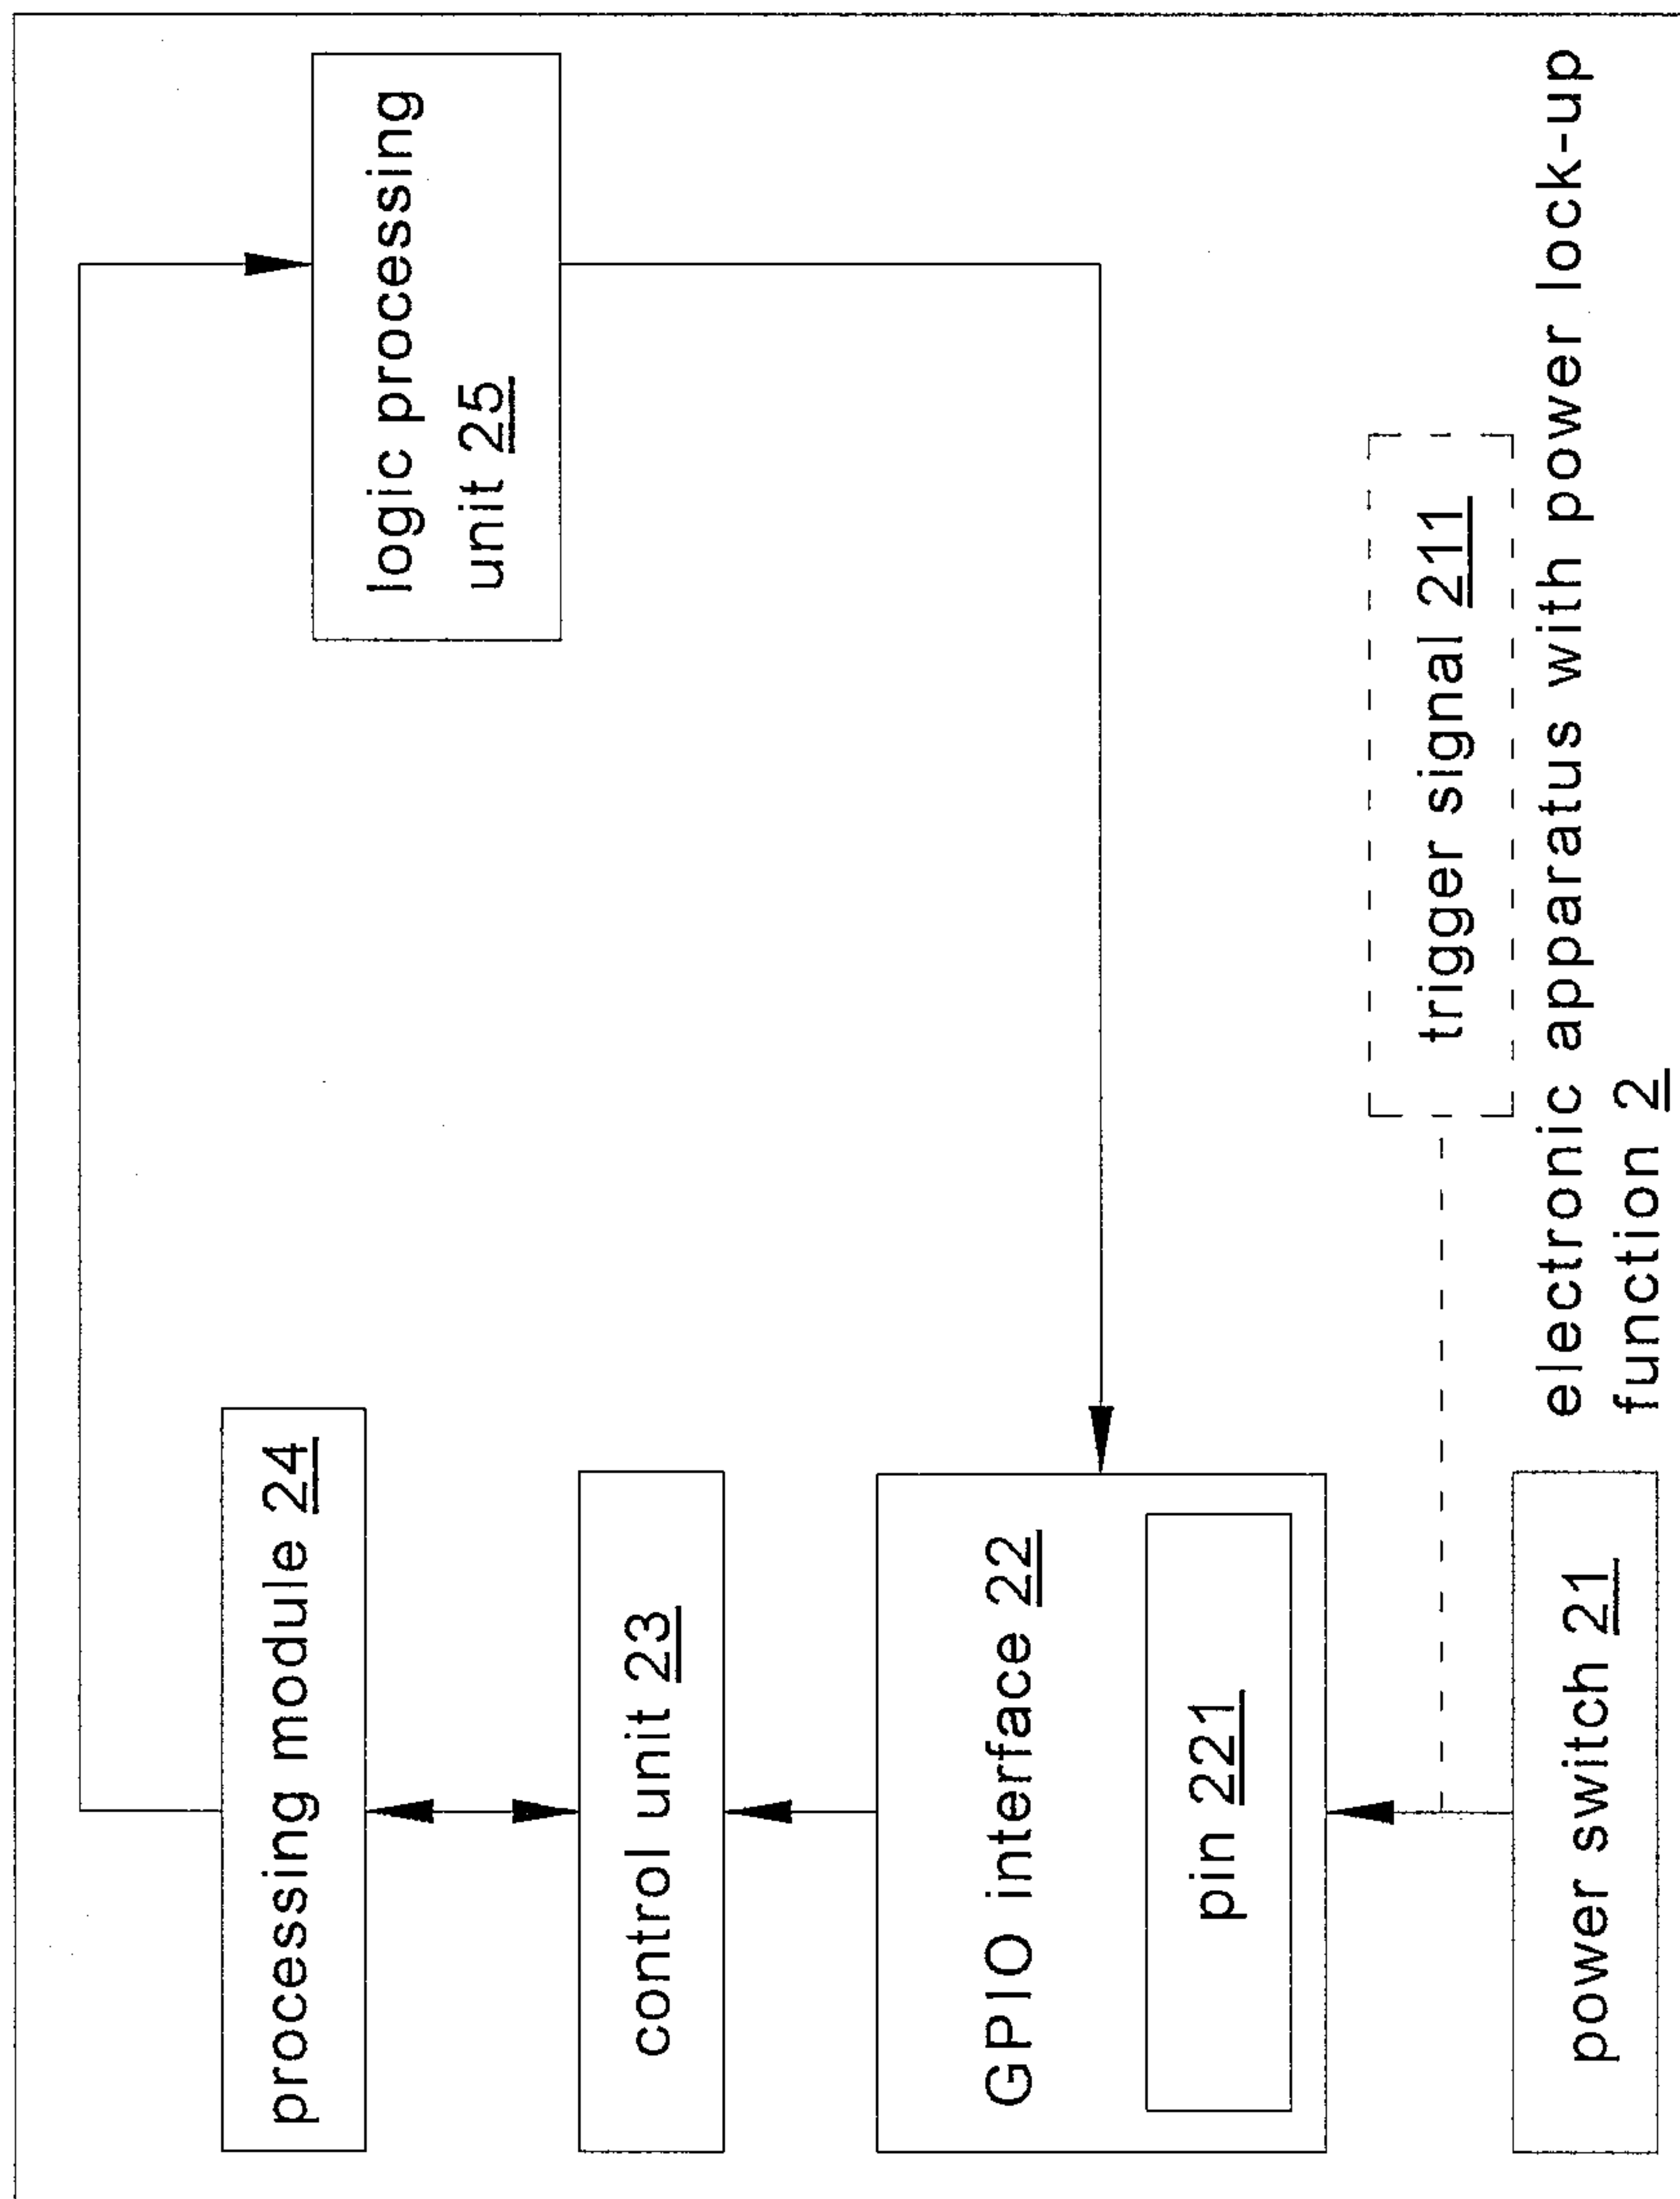 processing module 24
control unit 23
GPIO interface 22
pin 221
power switch 21
logic processing
unit 25
trigger signal 211
electronic apparatus with power lock-up
function 2